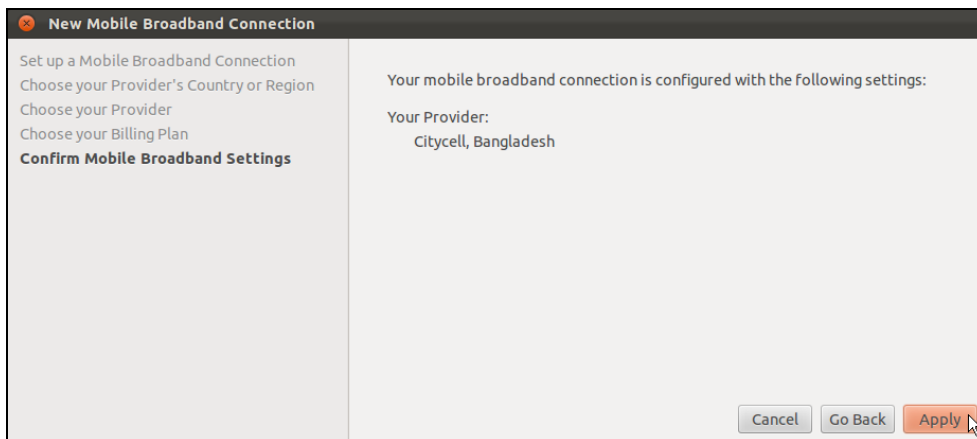 New Mobile Broadband Connection
Set up a Mobile Broadband Connection
Choose your Provider's Country or Region
Choose your Provider
Choose your Billing Plan
Confirm Mobile Broadband Settings
Your mobile broadband connection is configured with the following settings:
Your Provider:
Citycell, Bangladesh
Cancel Go Back Apply